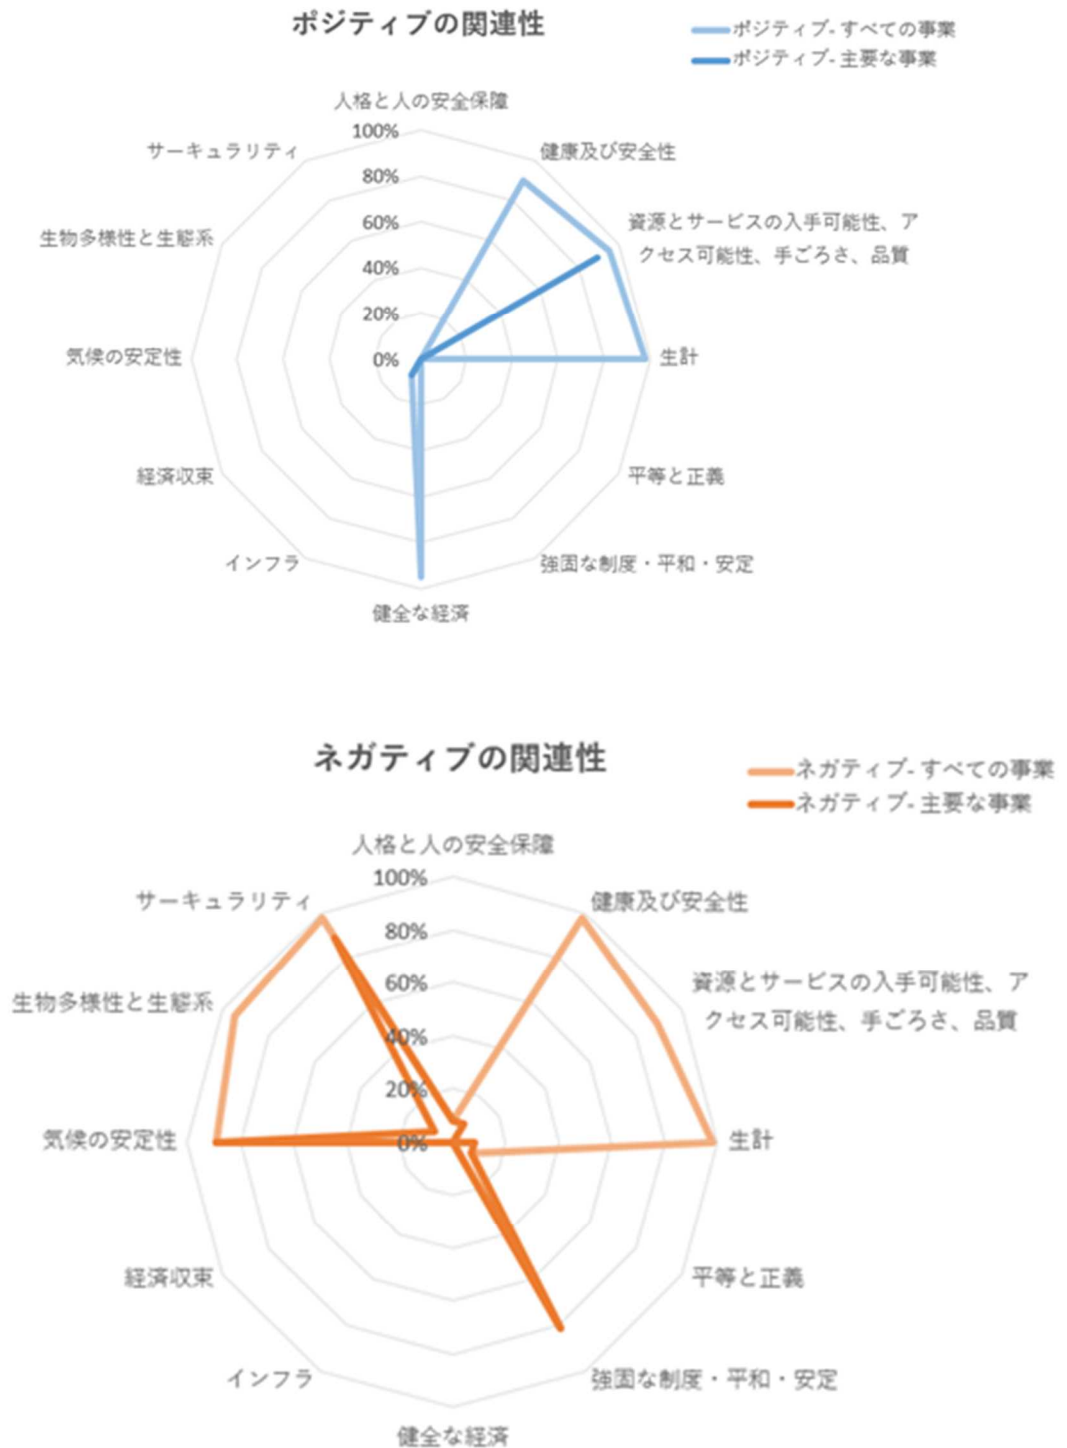 ポジティブの関連性
ポジティブ- すべての事業
ポジティブ- 主要な事業
人格と人の安全保障
100%
サーキュラリティ
健康及び安全性
80%
60%
資源とサービスの入手可能性、ア
クセス可能性、手ごろさ、品質
生物多様性と生態系
40%
20%
気候の安定性
0%
生計
経済収束
平等と正義
インフラ
強固な制度・平和・安定
健全な経済
ネガティブの関連性
ネガティブ- すべての事業
ネガティブ- 主要な事業
人格と人の安全保障
100%
サーキュラリティ
健康及び安全性
80%
60%
資源とサービスの入手可能性、ア
クセス可能性、手ごろさ、品質
生物多様性と生態系
40%
20%
気候の安定性
0%
生計
経済収束
平等と正義
インフラ
強固な制度・平和・安定
健全な経済